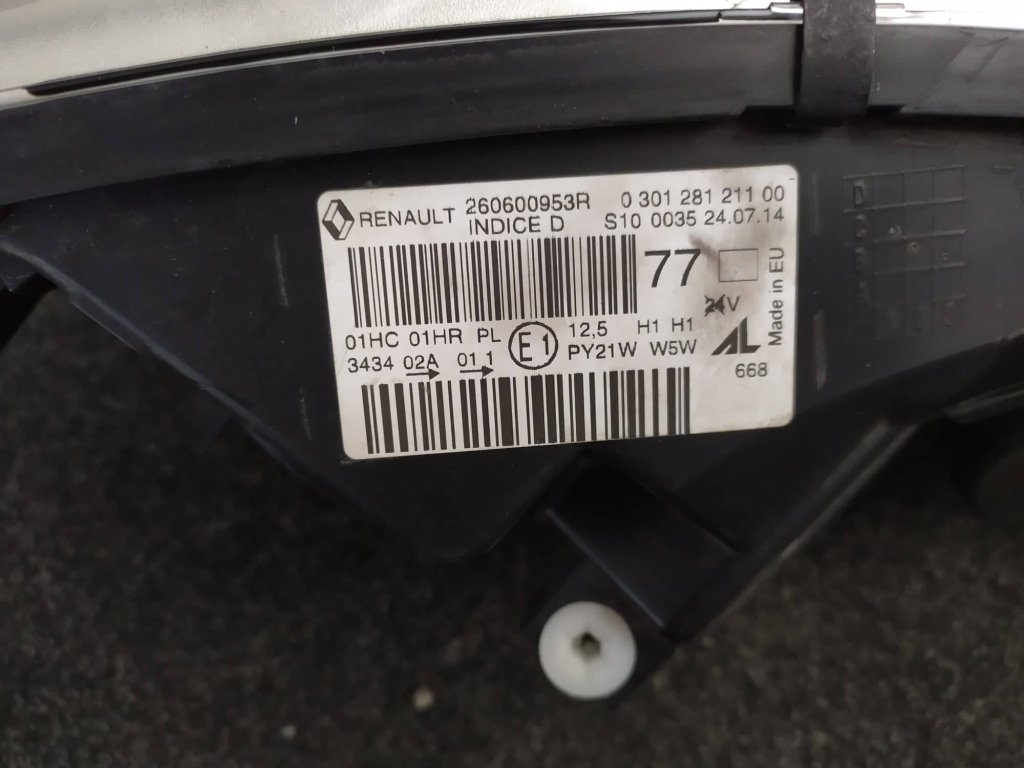 RENAULT 260600953R 0 301 281 211 00
INDICE D S10 0035 24.07.14
77
24V
Made in EU
01HC 01HR PL E1 12,5 H1 H1
3434 02A 01 1 PY21W W5W AL
668